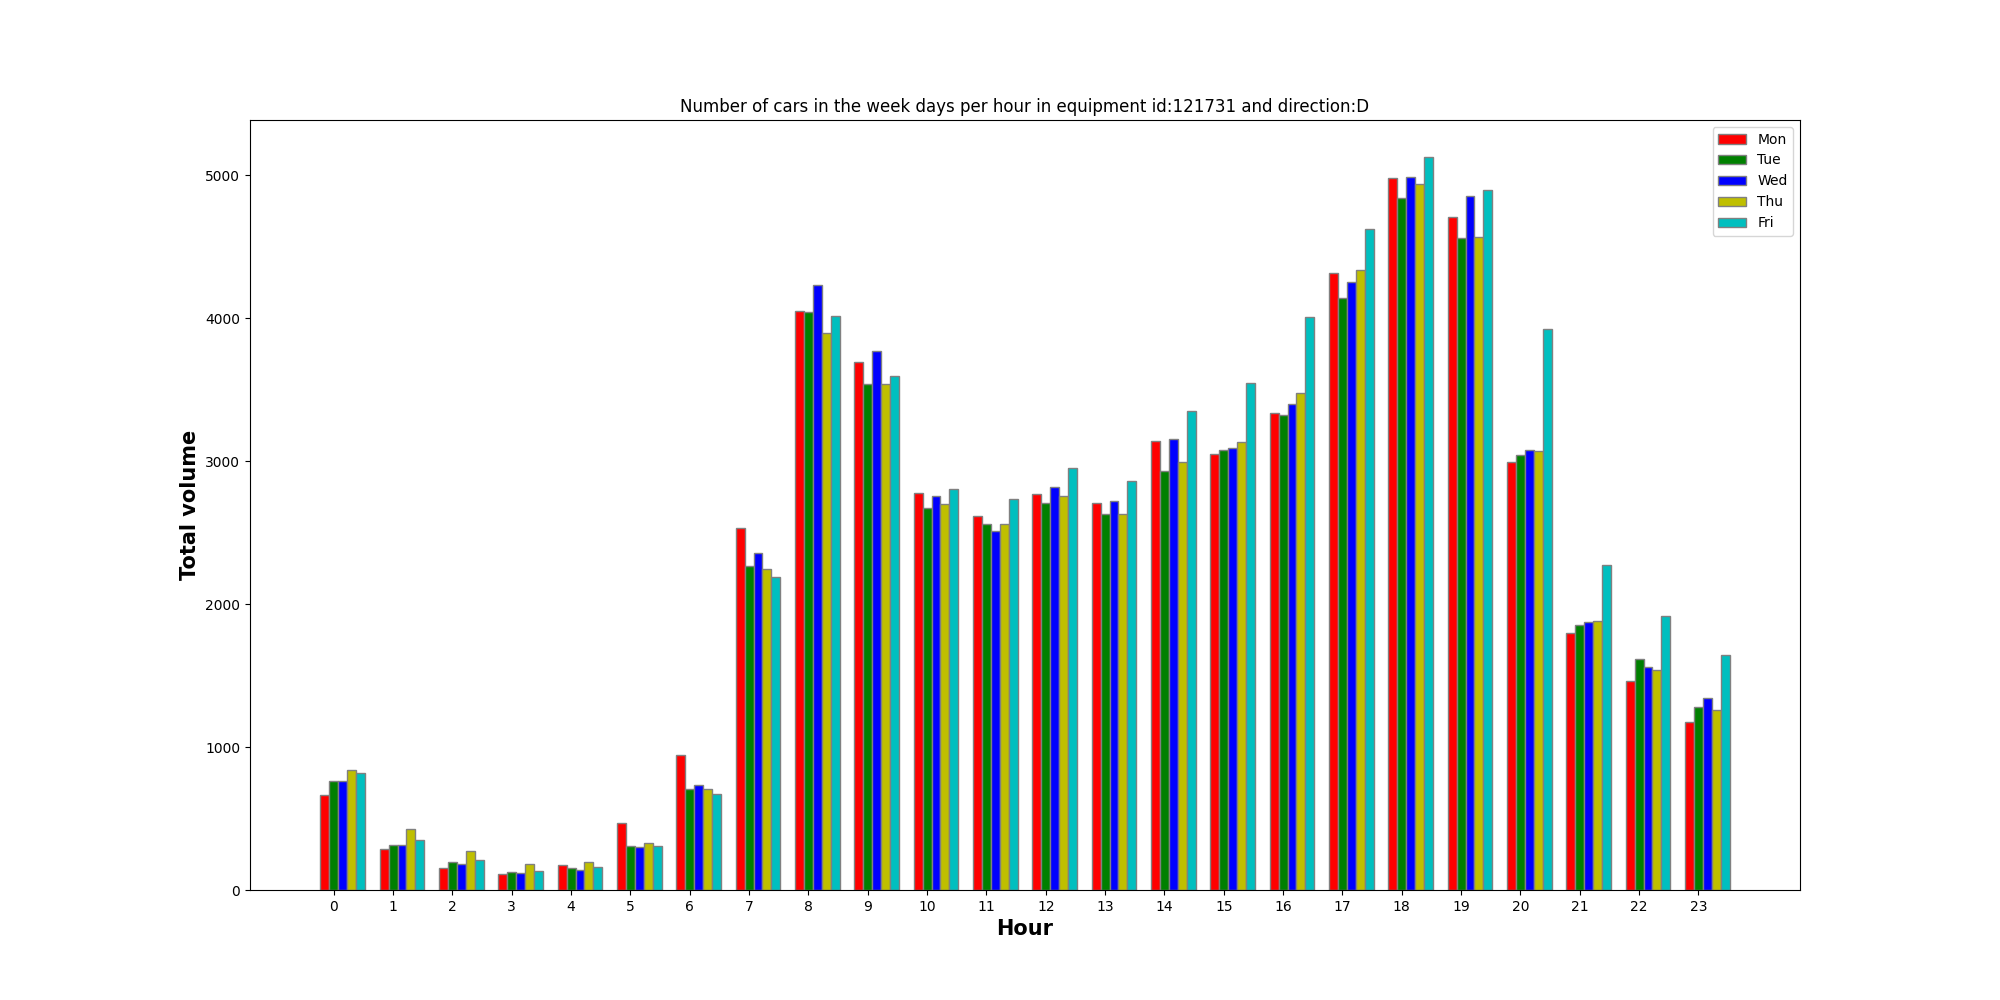 Number of cars in the week days per hour in equipment id:121731 and direction:D
Mon
Tue
Wed
Thu
Fri
Total volume
5000
4000
3000
2000
1000
0
0 1 2 3 4 5 6 7 8 9 10 11 12 13 14 15 16 17 18 19 20 21 22 23
Hour